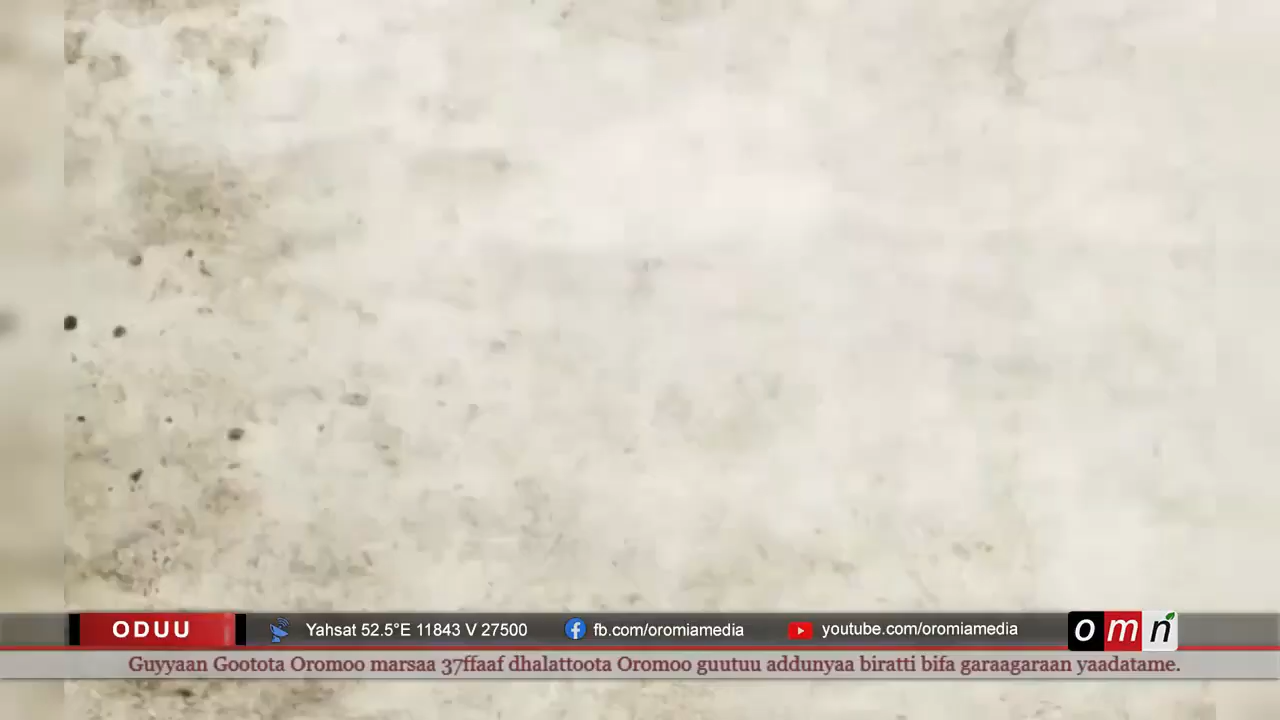 ODUU
Yahsat 52.5°E 11843 V 27500
fb.com/oromiamedia
youtube.com/oromiamedia
omn
Guyyaan Gootota Oromoo marsaa 37ffaaf dhalattoota Oromoo guutuu addunyaa biratti bifa garaagaraan yaadatame.